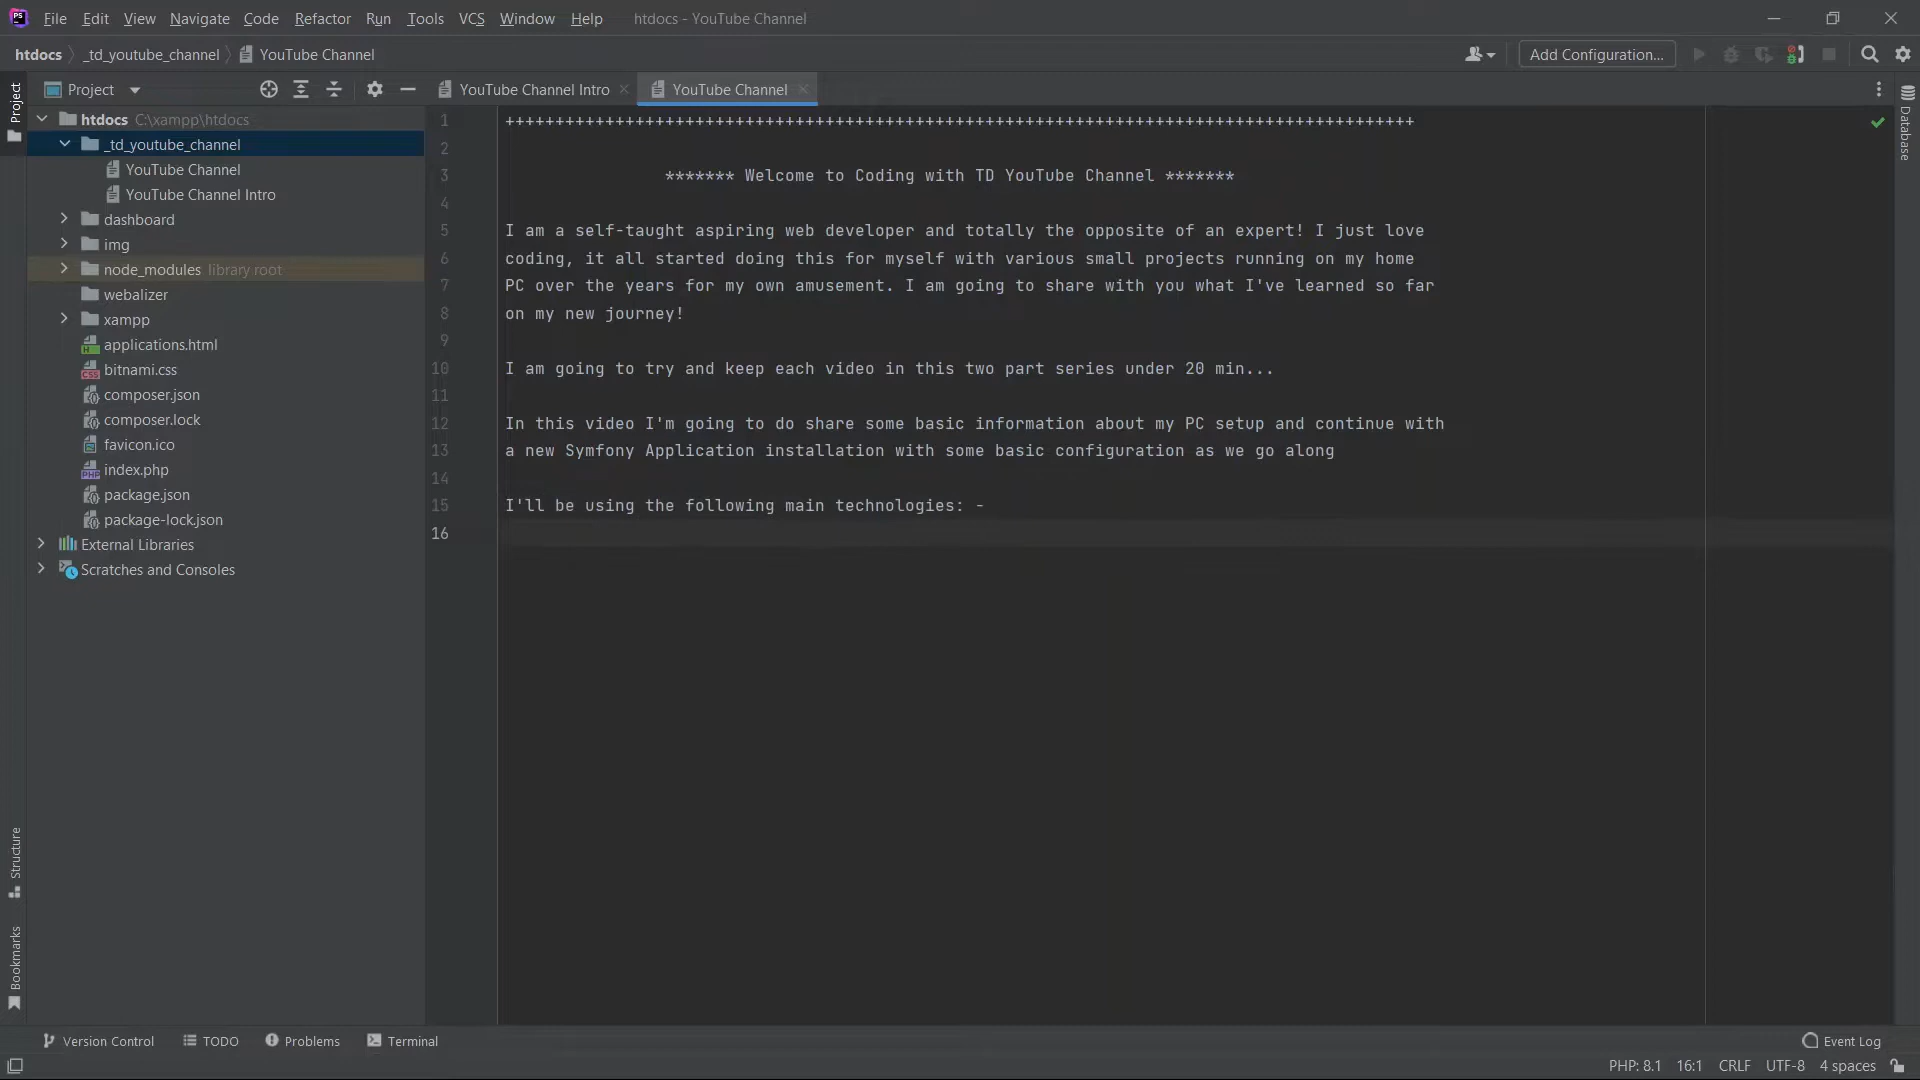 File Edit View Navigate Code Refactor Run Tools VCS Window Help htdocs - YouTube Channel
htdocs _td_youtube_channel YouTube Channel Add Configuration...
Project YouTube Channel Intro YouTube Channel
Project
Database
htdocs C:\xampp\htdocs
_td_youtube_channel
YouTube Channel
YouTube Channel Intro
dashboard
img
node_modules library root
webalizer
xampp
applications.html
bitnami.css
composer.json
composer.lock
favicon.ico
index.php
package.json
package-lock.json
External Libraries
Scratches and Consoles
1 +++++++++++++++++++++++++++++++++++++++++++++++++++++++++++++++++++++++++++++++++++++++++++
2
3 ******* Welcome to Coding with TD YouTube Channel *******
4
5 I am a self-taught aspiring web developer and totally the opposite of an expert! I just love
6 coding, it all started doing this for myself with various small projects running on my home
7 PC over the years for my own amusement. I am going to share with you what I've learned so far
8 on my new journey!
9
10 I am going to try and keep each video in this two part series under 20 min...
11
12 In this video I'm going to do share some basic information about my PC setup and continue with
13 a new Symfony Application installation with some basic configuration as we go along
14
15 I'll be using the following main technologies: -
16
Structure
Bookmarks
Version Control TODO Problems Terminal Event Log
PHP: 8.1 16:1 CRLF UTF-8 4 spaces